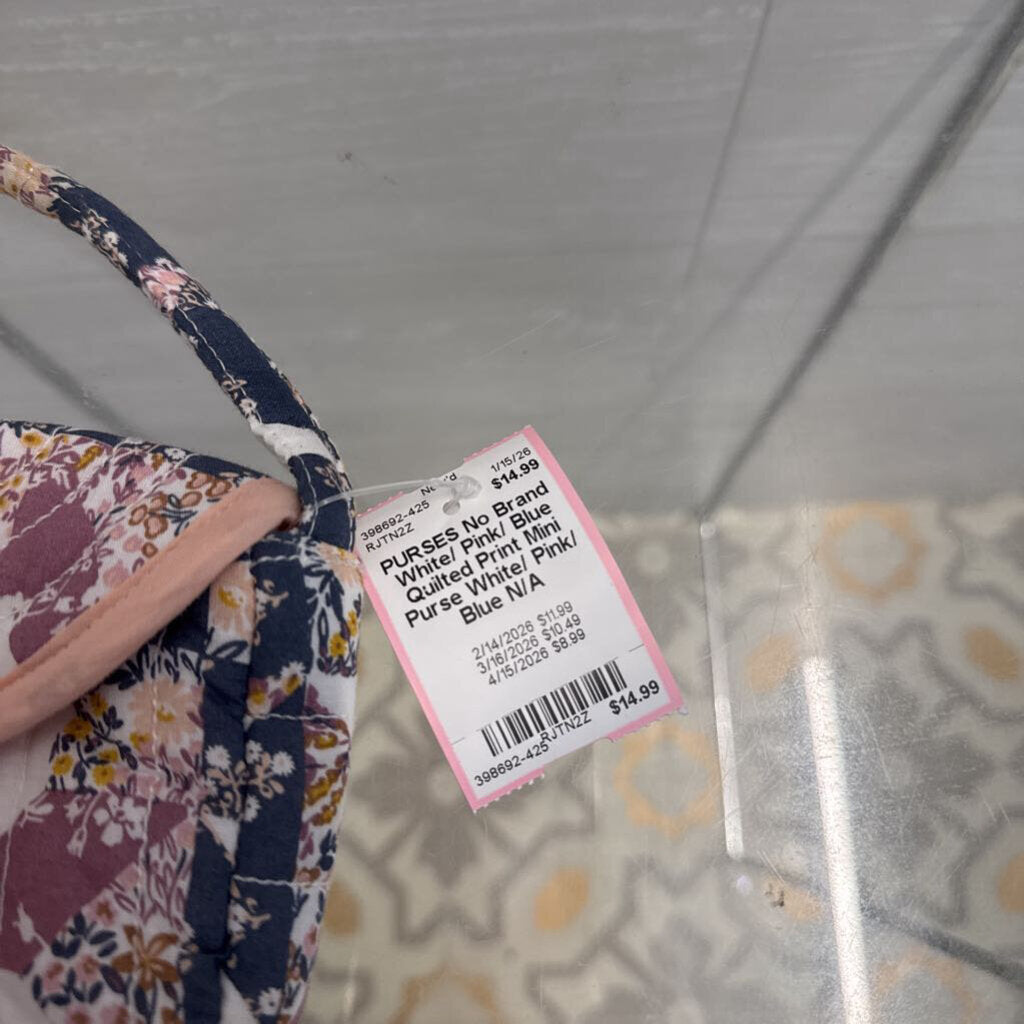 1/15/26
398692-425 $14.99
RJTN2Z
PURSES No Brand
White/ Pink/ Blue
Quilted Print Mini
Purse White/ Pink/
Blue N/A
2/14/2026 $11.99
3/16/2026 $10.49
4/15/2026 $8.99
RJTN2Z $14.99
398692-425